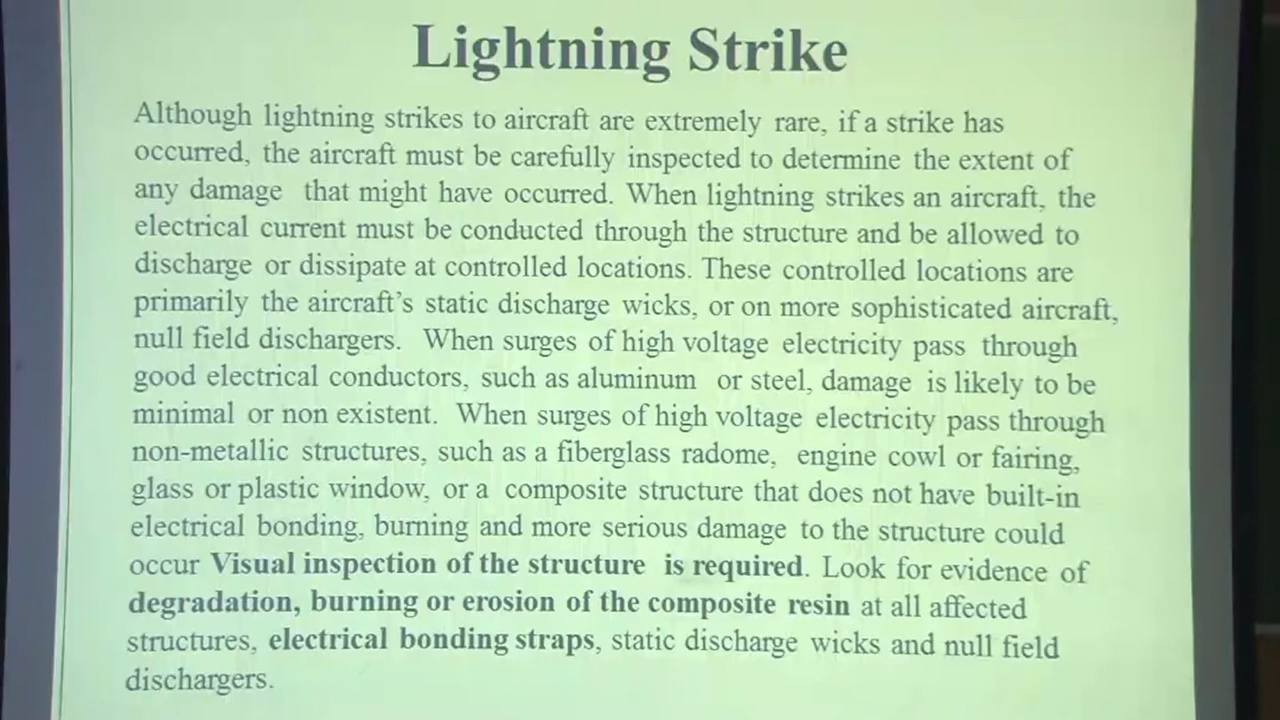 Lightning Strike
Although lightning strikes to aircraft are extremely rare, if a strike has
occurred, the aircraft must be carefully inspected to determine the extent of
any damage that might have occurred. When lightning strikes an aircraft, the
electrical current must be conducted through the structure and be allowed to
discharge or dissipate at controlled locations. These controlled locations are
primarily the aircraft's static discharge wicks, or on more sophisticated aircraft,
null field dischargers. When surges of high voltage electricity pass through
good electrical conductors, such as aluminum or steel, damage is likely to be
minimal or non existent. When surges of high voltage electricity pass through
non-metallic structures, such as a fiberglass radome, engine cowl or fairing,
glass or plastic window, or a composite structure that does not have built-in
electrical bonding, burning and more serious damage to the structure could
occur Visual inspection of the structure is required. Look for evidence of
degradation, burning or erosion of the composite resin at all affected
structures, electrical bonding straps, static discharge wicks and null field
dischargers.